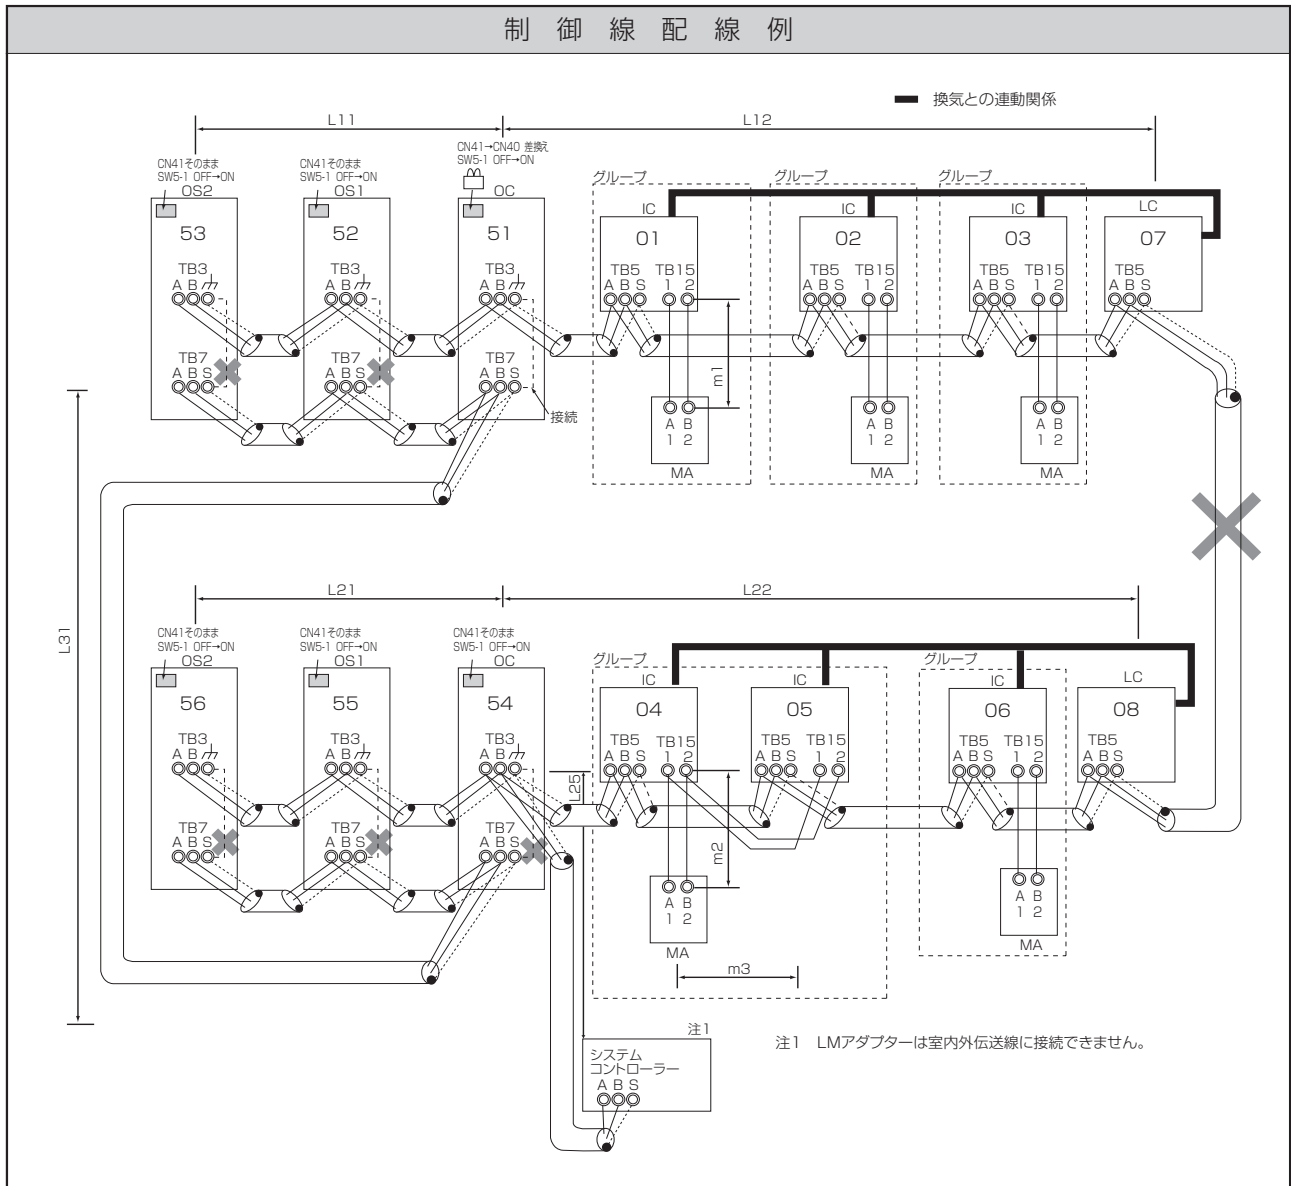 制御線配線例
換気との連動関係
L11
L12
CN41そのまま
SW5-1 OFF→ON
OS2
CN41そのまま
SW5-1 OFF→ON
OS1
CN41→CN40 差換え
SW5-1 OFF→ON
OC
グループ
IC
グループ
IC
グループ
IC
LC
53
52
51
01
02
03
07
TB3
A B
TB3
A B
TB3
A B
TB5
A B S
TB15
1 2
TB5
A B S
TB15
1 2
TB5
A B S
TB15
1 2
TB5
A B S
TB7
A B S
TB7
A B S
TB7
A B S
接続
m1
A B
1 2
MA
A B
1 2
MA
A B
1 2
MA
L31
L21
L22
CN41そのまま
SW5-1 OFF→ON
OS2
CN41そのまま
SW5-1 OFF→ON
OS1
CN41そのまま
SW5-1 OFF→ON
OC
グループ
IC
IC
グループ
IC
LC
56
55
54
04
05
06
08
TB3
A B
TB3
A B
TB3
A B
TB5
A B S
TB15
1 2
TB5
A B S
TB15
1 2
TB5
A B S
TB15
1 2
TB5
A B S
L25
TB7
A B S
TB7
A B S
TB7
A B S
m2
A B
1 2
MA
A B
1 2
MA
m3
注1
システム
コントローラー
A B S
注1 LMアダプターは室内外伝送線に接続できません。